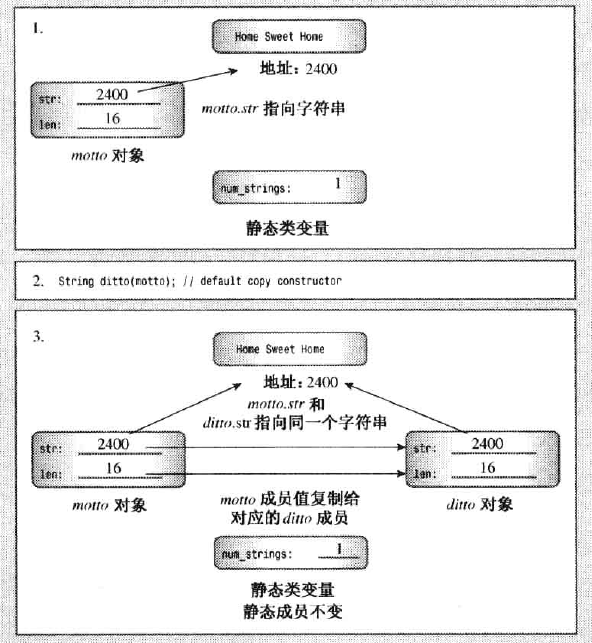 1.
Home Sweet Home
地址：2400
str: 2400
len: 16
motto.str 指向字符串
motto 对象
num_strings: 1
静态类变量
2. String ditto(motto); // default copy constructor
3.
Home Sweet Home
地址：2400
motto.str 和
ditto.str 指向同一个字符串
str: 2400
len: 16
str: 2400
len: 16
motto 对象
motto 成员值复制给
对应的 ditto 成员
ditto 对象
num_strings: 1
静态类变量
静态成员不变